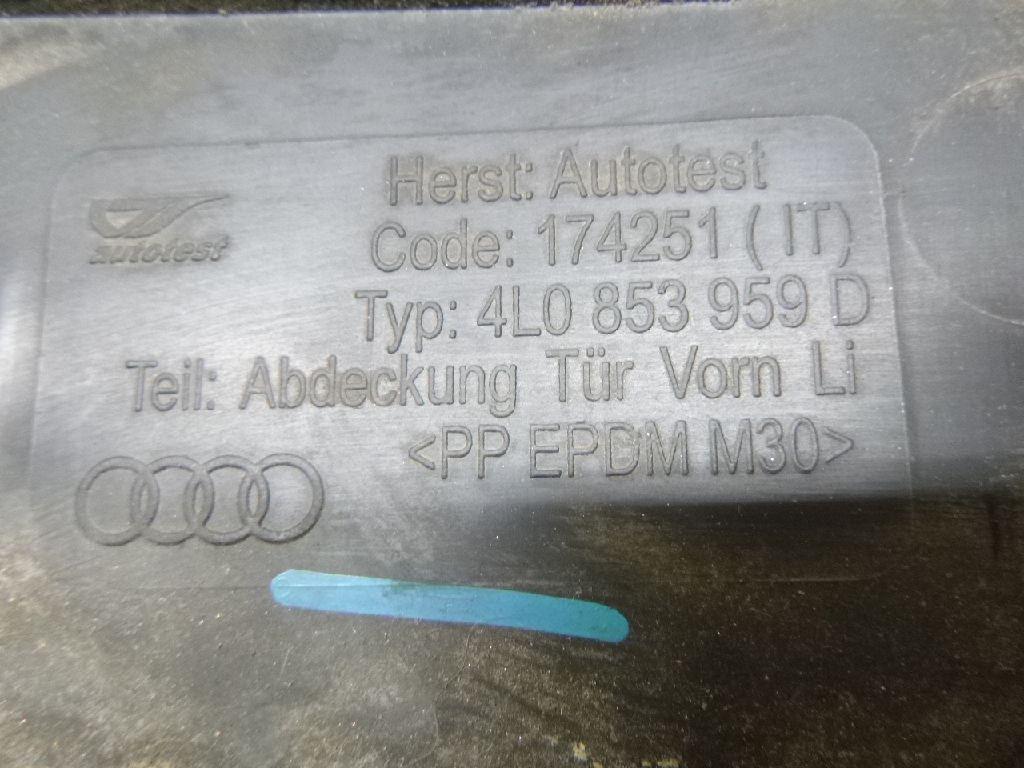 autotest
Herst: Autotest
Code: 174251 ( IT)
Typ: 4L0 853 959 D
Teil: Abdeckung Tür Vorn Li
<PP EPDM M30>